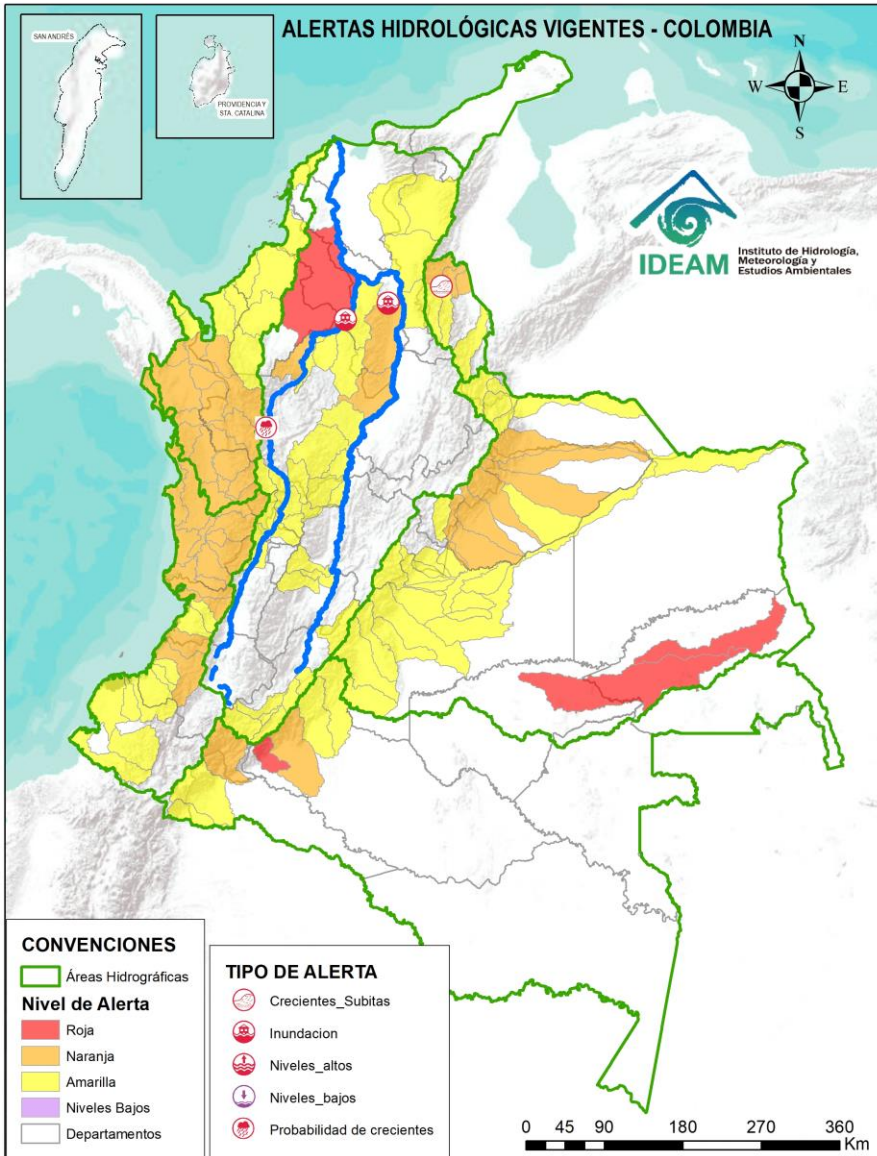 ALERTAS HIDROLÓGICAS VIGENTES - COLOMBIA
SAN ANDRÉS
PROVIDENCIA Y
STA. CATALINA
N
W
E
S
IDEAM
Instituto de Hidrología,
Meteorología y
Estudios Ambientales
CONVENCIONES
Áreas Hidrográficas
Nivel de Alerta
Roja
Naranja
Amarilla
Niveles Bajos
Departamentos
TIPO DE ALERTA
Crecientes_Subitas
Inundacion
Niveles_altos
Niveles_bajos
Probabilidad de crecientes
0 45 90 180 270 360
Km